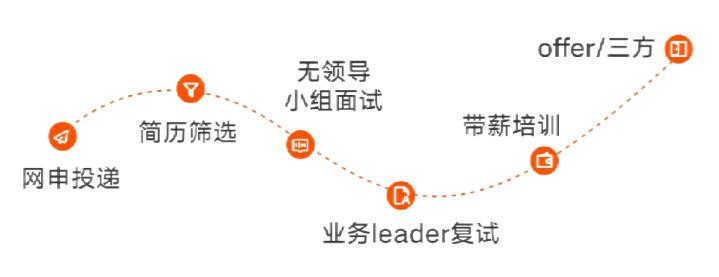 网申投递
简历筛选
无领导
小组面试
业务leader复试
带薪培训
offer/三方